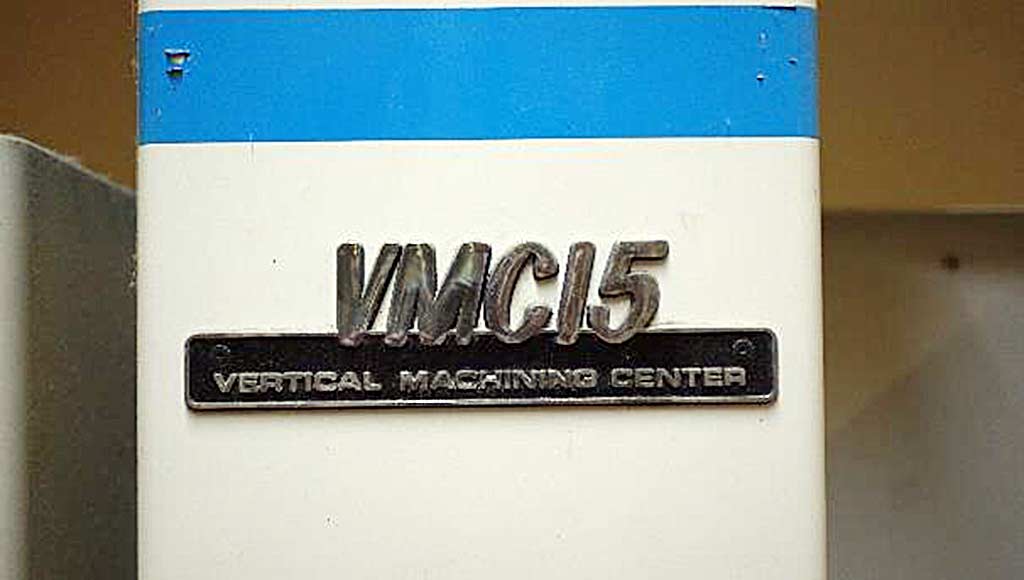 VMC15
VERTICAL MACHINING CENTER